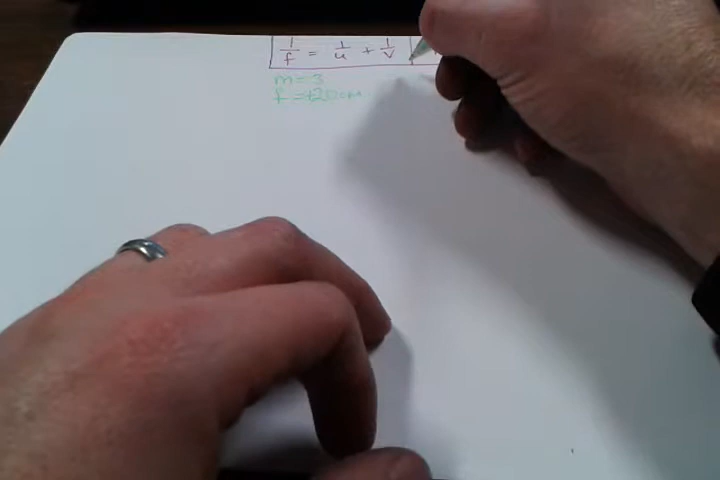 1/f = 1/u + 1/v
m = 3
f = +20cm